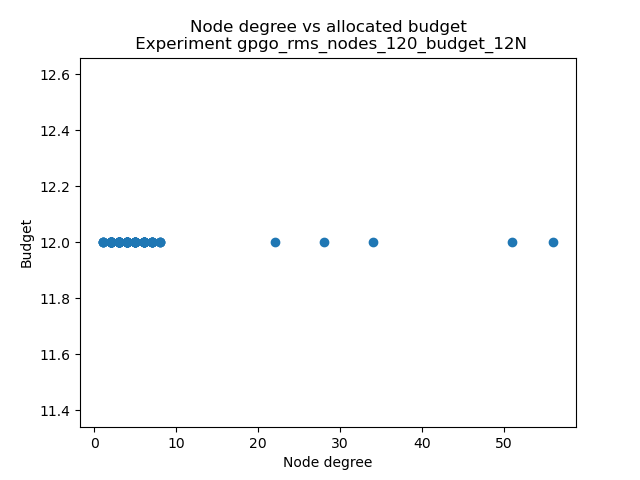 Node degree vs allocated budget
Experiment gpgo_rms_nodes_120_budget_12N
12.6
12.4
12.2
12.0
11.8
11.6
11.4
Budget
0 10 20 30 40 50
Node degree